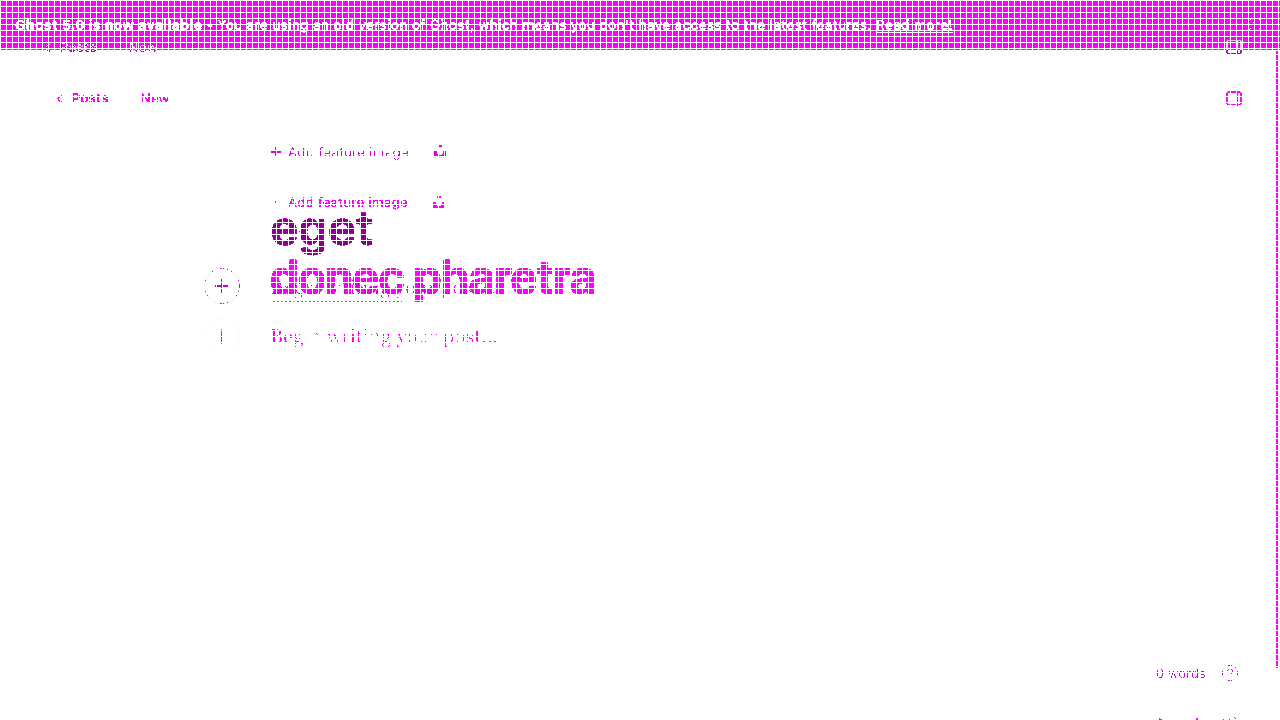 Ghost 5.0 is now available - You are using an old version of Ghost, which means you don't have access to the latest features. Read more!
Posts New
Posts New
Add feature image
Add feature image
eget
donec pharetra
Begin writing your post...
0 words